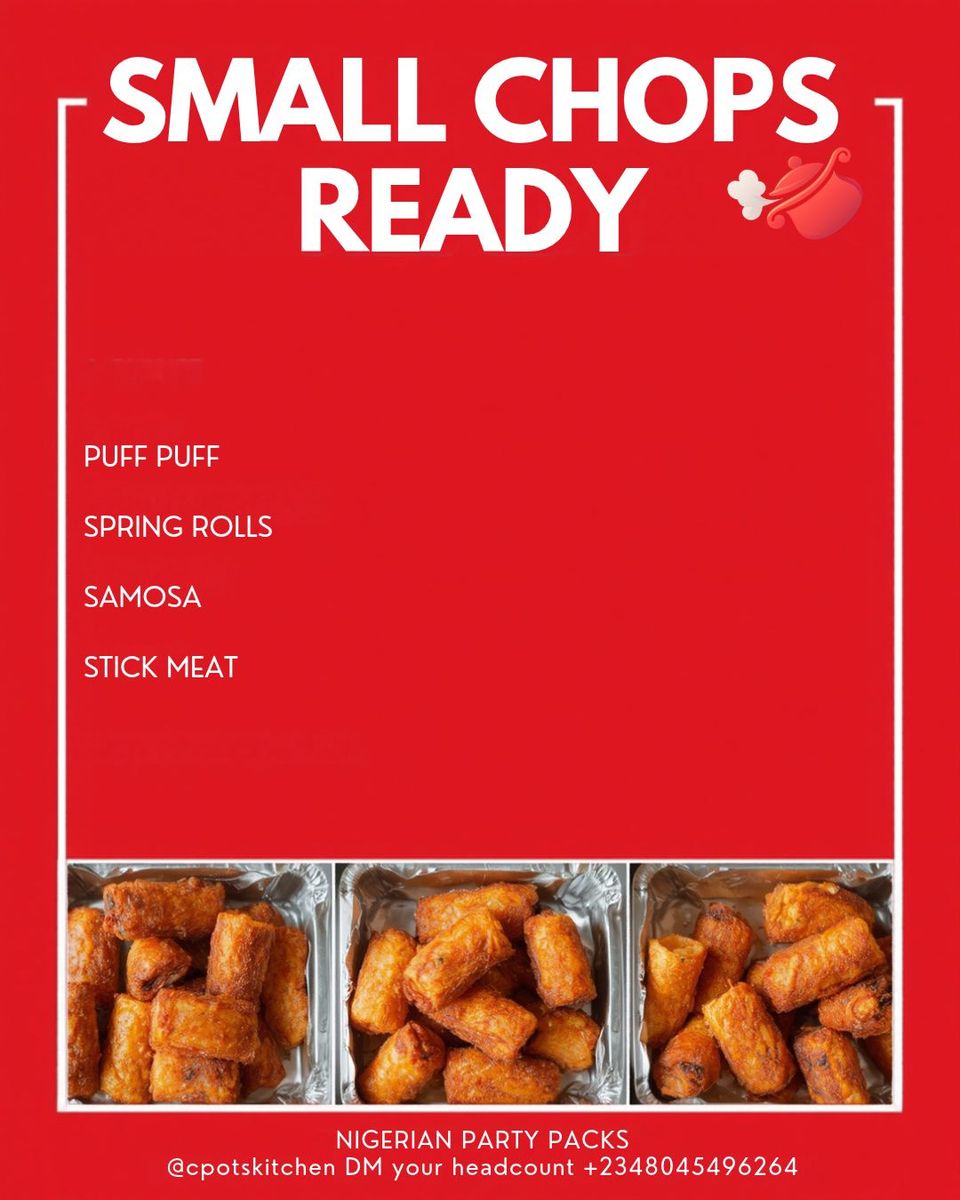 SMALL CHOPS
READY
PUFF PUFF
SPRING ROLLS
SAMOSA
STICK MEAT
NIGERIAN PARTY PACKS
@cpotskitchen DM your headcount +2348045496264